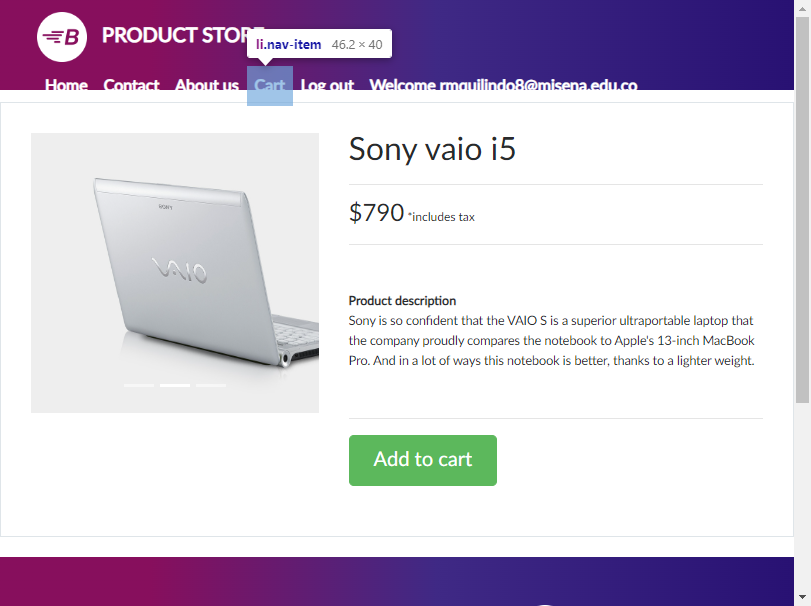 B PRODUCT STORE
li.nav-item 46.2 × 40
Home Contact About us Cart Log out Welcome rmquilindo8@misena.edu.co
Sony vaio i5
SONY
VAIO
$790 *includes tax
Product description
Sony is so confident that the VAIO S is a superior ultraportable laptop that
the company proudly compares the notebook to Apple's 13-inch MacBook
Pro. And in a lot of ways this notebook is better, thanks to a lighter weight.
Add to cart